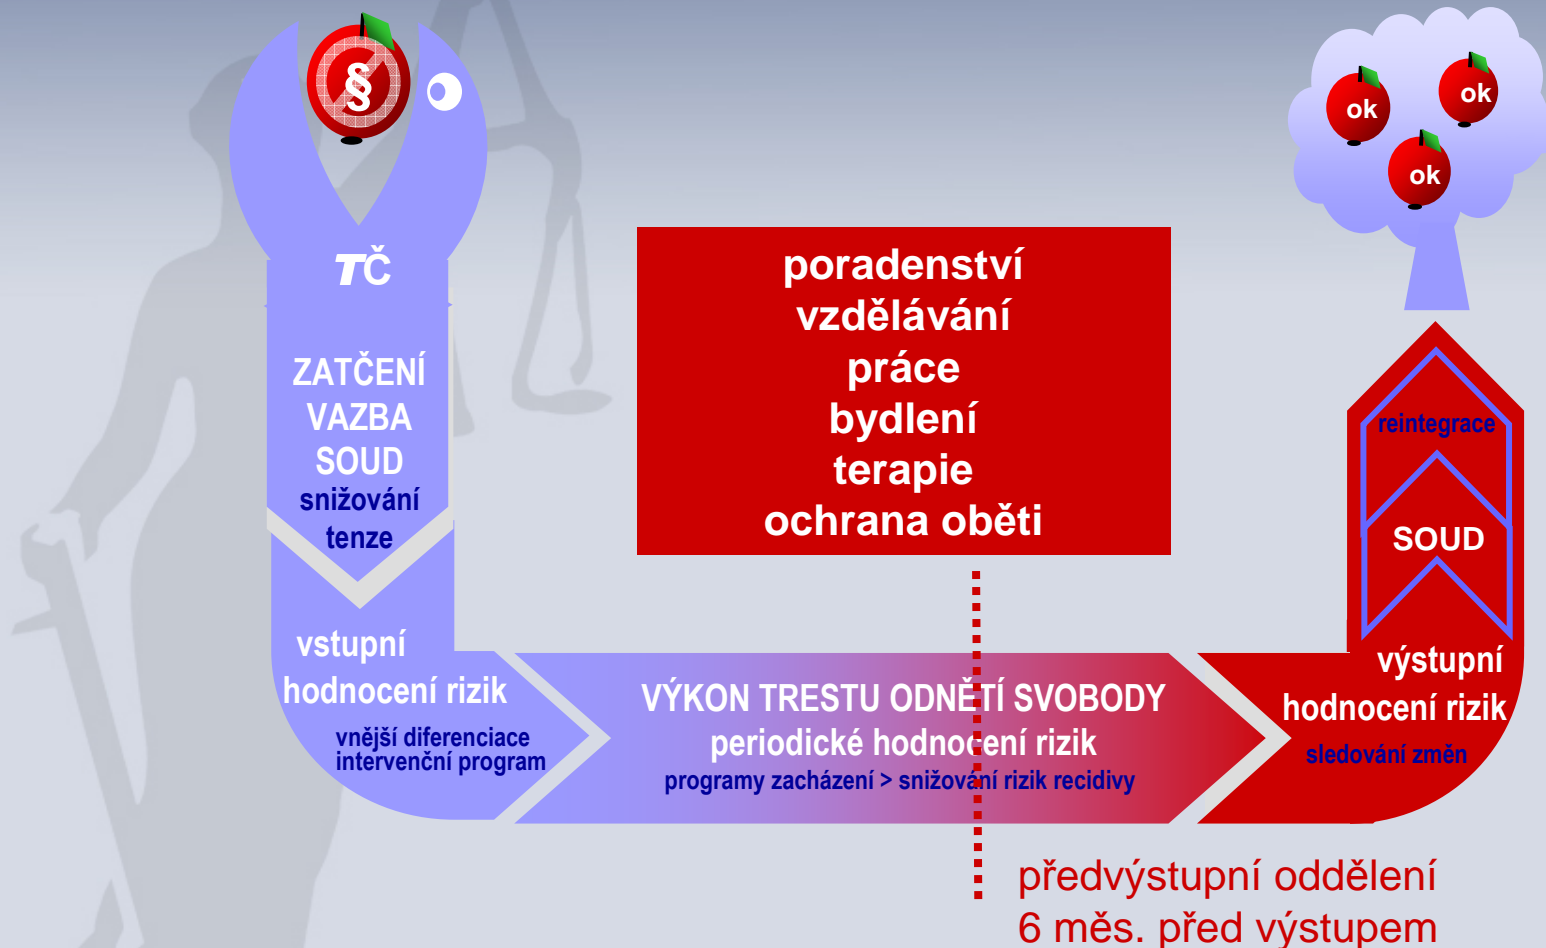 §
TČ
ZATČENÍ
VAZBA
SOUD
snižování
tenze
vstupní
hodnocení rizik
vnější diferenciace
intervenční program
poradenství
vzdělávání
práce
bydlení
terapie
ochrana oběti
VÝKON TRESTU ODNĚTÍ SVOBODY
periodické hodnocení rizik
programy zacházení > snižování rizik recidivy
předvýstupní oddělení
6 měs. před výstupem
výstupní
hodnocení rizik
sledování změn
SOUD
reintegrace
ok
ok
ok